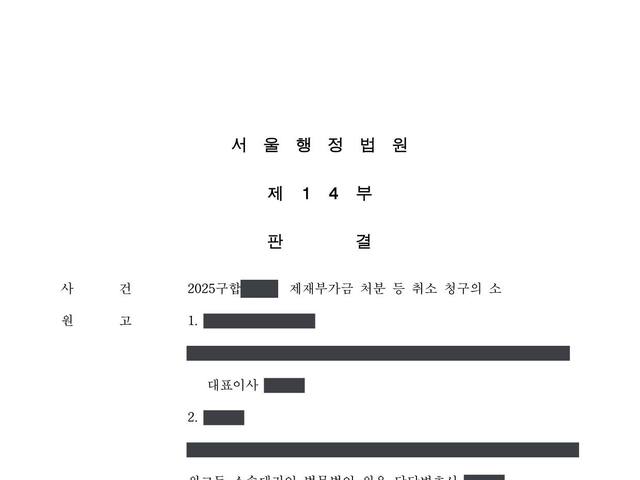 서 울 행 정 법 원
제 1 4 부
판 결
사 건 2025구합 제재부가금 처분 등 취소 청구의 소
원 고 1.
대표이사
2.